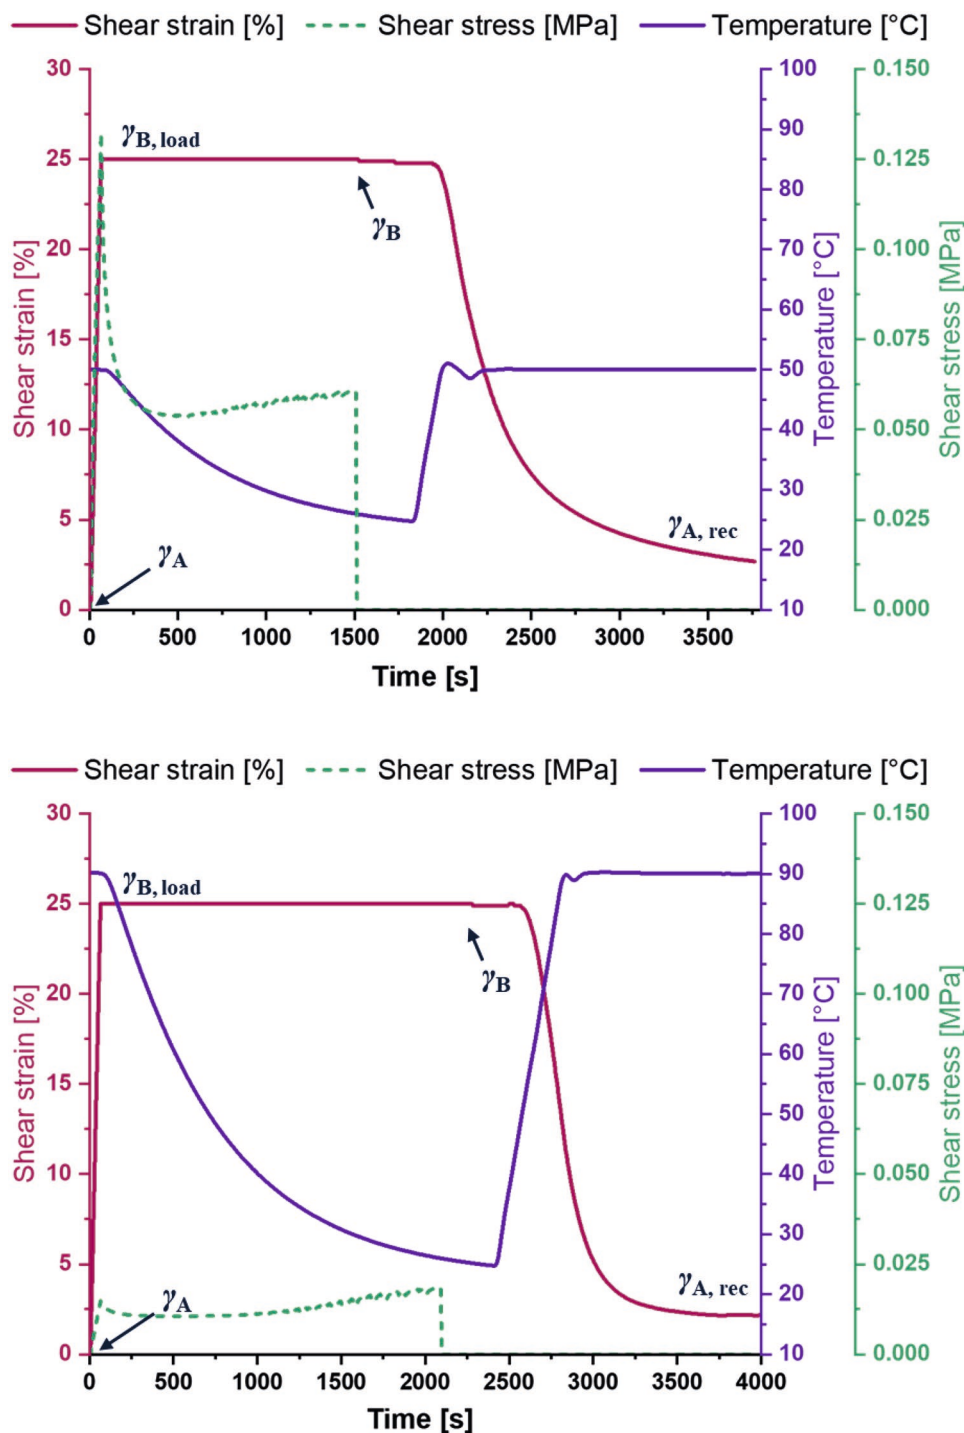 Shear strain [%] Shear stress [MPa] Temperature [°C]
30 100 0.150
90
γB, load
25 0.125
80
γB
20 70 0.100
Shear strain [%] Temperature [°C] Shear stress [MPa]
60
15 0.075
50
10 40 0.050
30
5 γA, rec 0.025
20
γA
0 10 0.000
0 500 1000 1500 2000 2500 3000 3500
Time [s]
Shear strain [%] Shear stress [MPa] Temperature [°C]
30 100 0.150
90
γB, load
25 0.125
80
γB
20 70 0.100
Shear strain [%] Temperature [°C] Shear stress [MPa]
60
15 0.075
50
10 40 0.050
30
5 0.025
γA γA, rec 20
0 10 0.000
0 500 1000 1500 2000 2500 3000 3500 4000
Time [s]